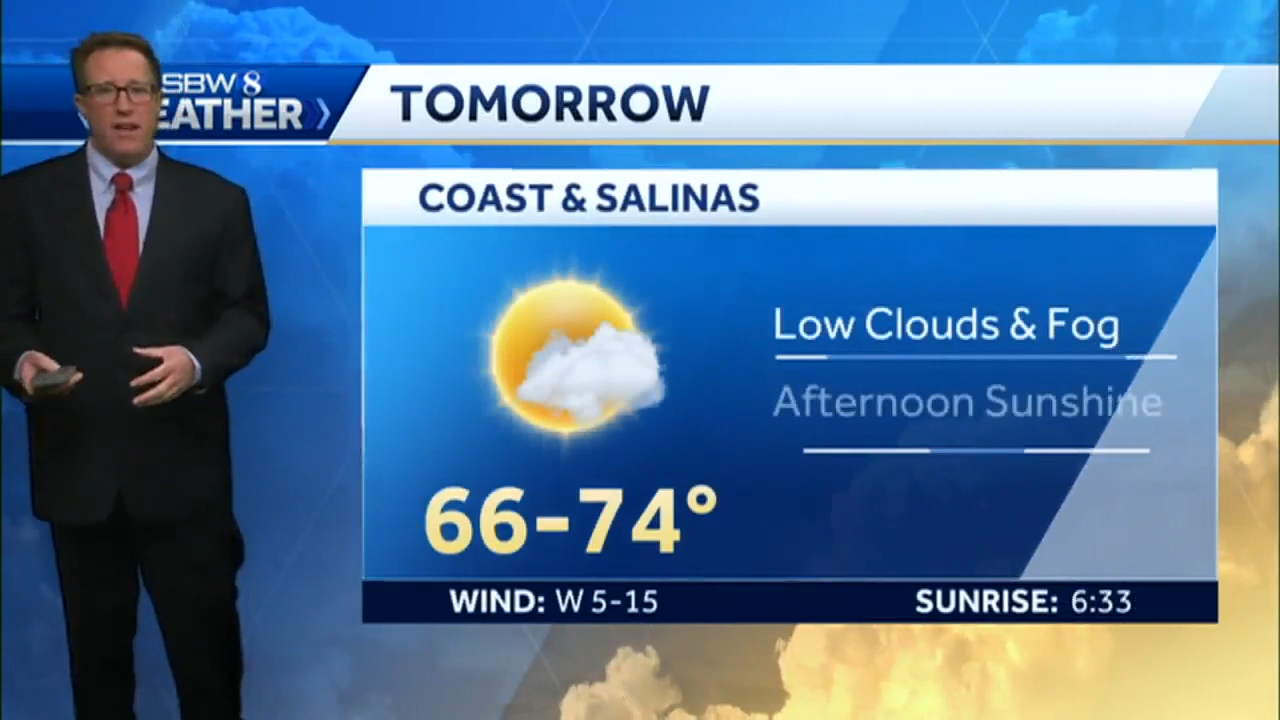 SBW 8
EATHER
TOMORROW
COAST & SALINAS
Low Clouds & Fog
Afternoon Sunshine
66-74°
WIND: W 5-15 SUNRISE: 6:33